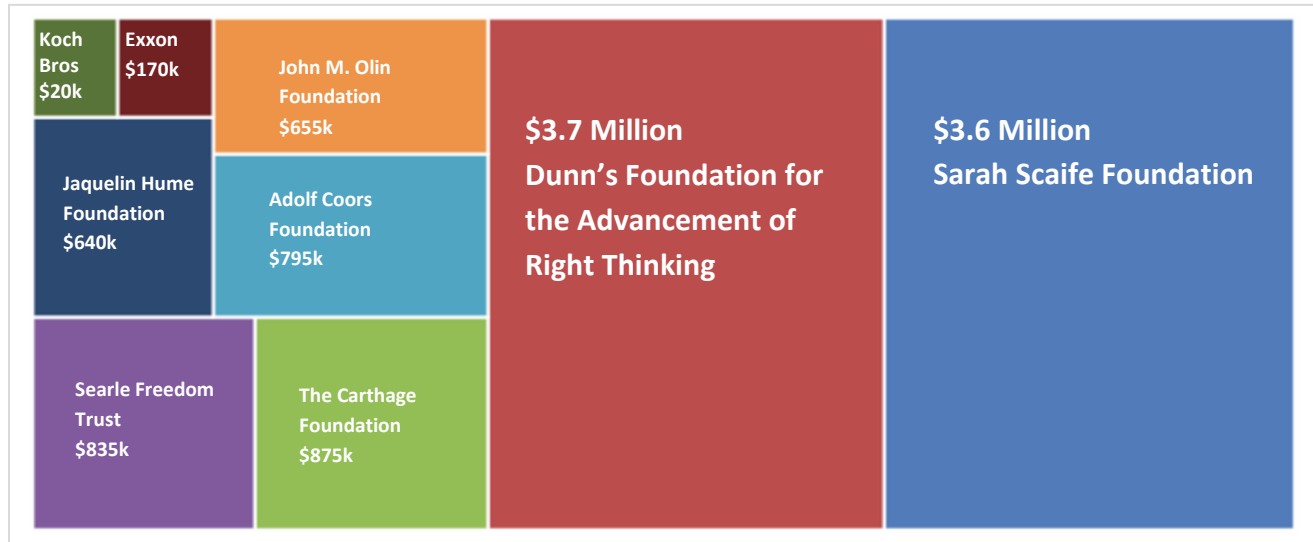 Koch
Bros
$20k
Exxon
$170k
John M. Olin
Foundation
$655k
$3.7 Million
Dunn’s Foundation for
the Advancement of
Right Thinking
$3.6 Million
Sarah Scaife Foundation
Jaquelin Hume
Foundation
$640k
Adolf Coors
Foundation
$795k
Searle Freedom
Trust
$835k
The Carthage
Foundation
$875k